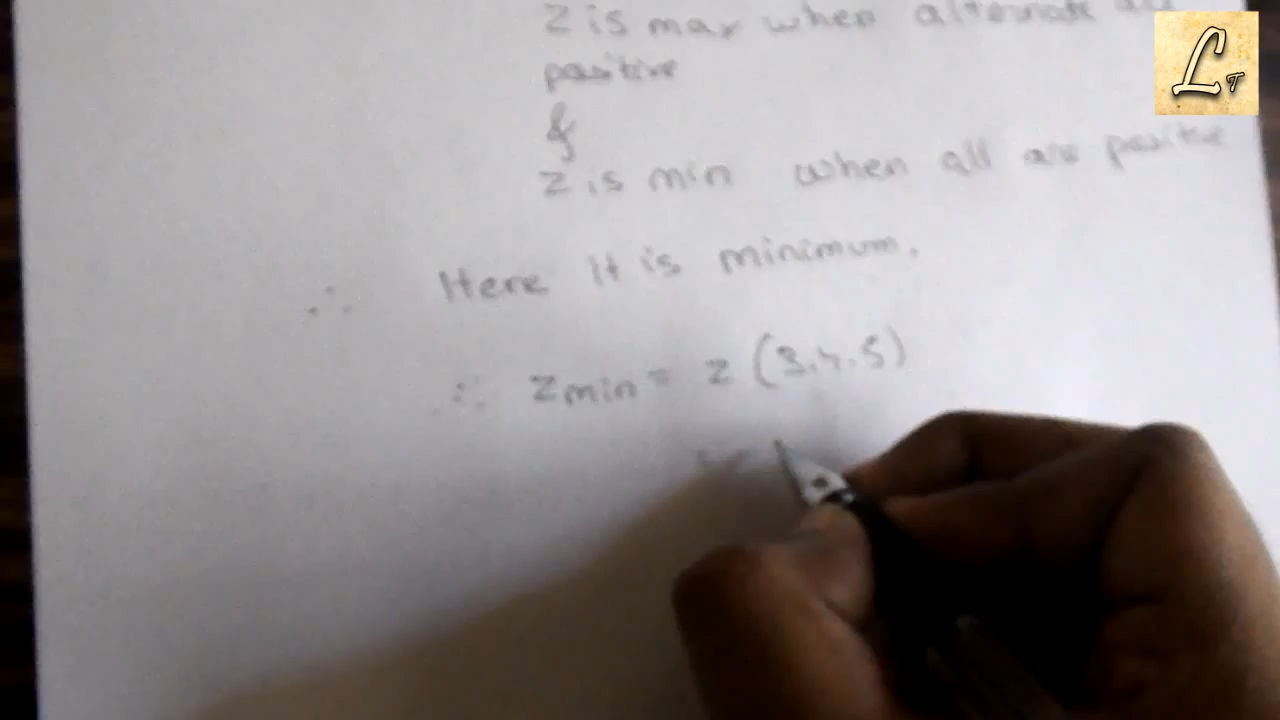 Z is max when alternate are
positive
&
Z is min when all are positive
∴ Here it is minimum.
∴ Zmin = Z (3,4,5)
LT